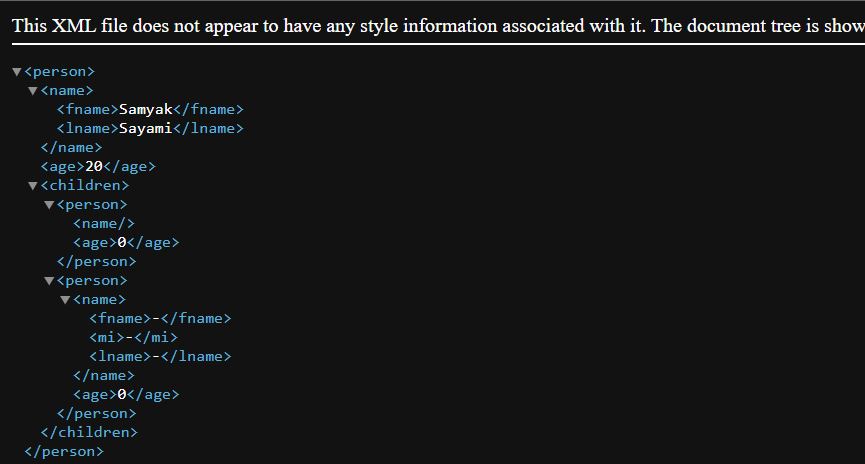 This XML file does not appear to have any style information associated with it. The document tree is show
<person>
<name>
<fname>Samyak</fname>
<lname>Sayami</lname>
</name>
<age>20</age>
<children>
<person>
<name/>
<age>0</age>
</person>
<person>
<name>
<fname>-</fname>
<mi>-</mi>
<lname>-</lname>
</name>
<age>0</age>
</person>
</children>
</person>